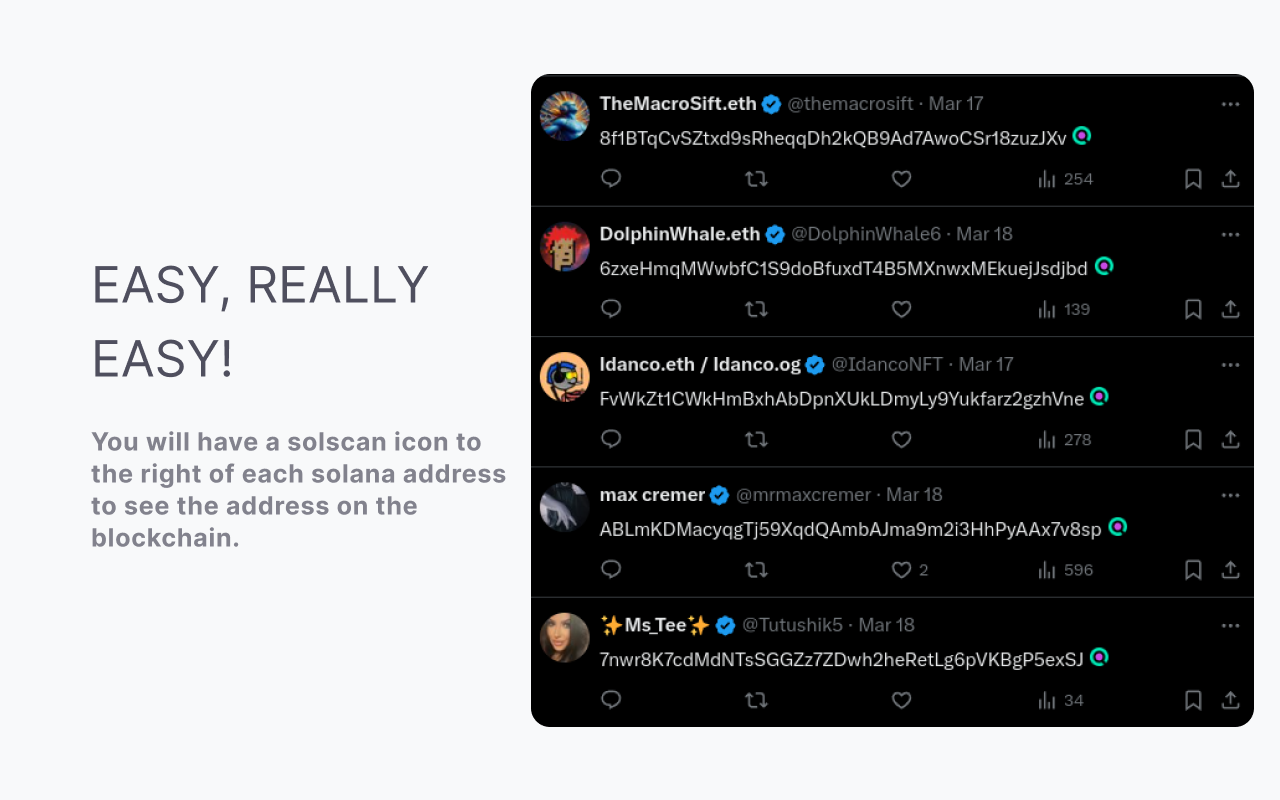 EASY, REALLY
EASY!
You will have a solscan icon to
the right of each solana address
to see the address on the
blockchain.
TheMacroSift.eth @themacrosift · Mar 17
8f1BTqCvSZtxd9sRheqqDh2kQB9Ad7AwoCSr18zuzJXv
254
DolphinWhale.eth @DolphinWhale6 · Mar 18
6zxeHmqMWwbfC1S9doBfuxdT4B5MXnwxMEkuejJsdjbd
139
Idanco.eth / Idanco.og @IdancoNFT · Mar 17
FvWkZt1CWkHmBxhAbDpnXUkLDmyLy9Yukfarz2gzhVne
278
max cremer @mrmaxcremer · Mar 18
ABLmKDMacyqgTj59XqdQAmbAJma9m2i3HhPyAAx7v8sp
2 596
✨Ms_Tee✨ @Tutushik5 · Mar 18
7nwr8K7cdMdNTsSGGZz7ZDwh2heRetLg6pVKBgP5exSJ
34